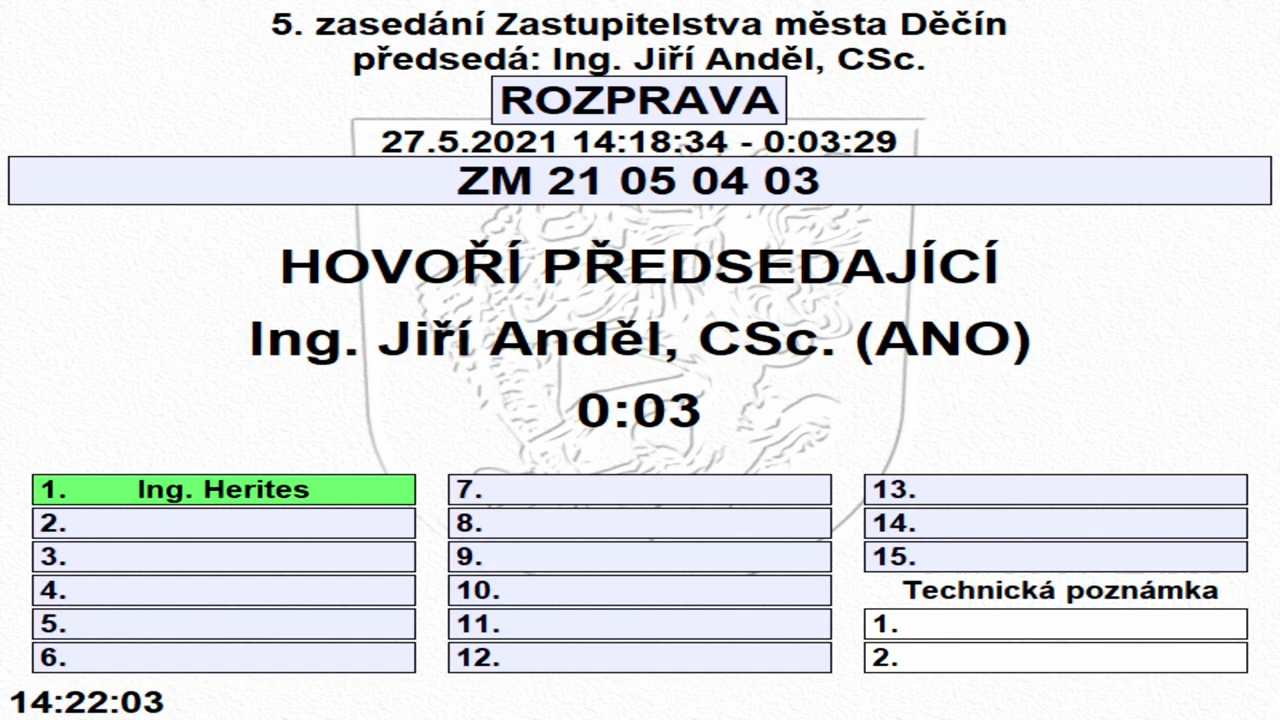 5. zasedání Zastupitelstva města Děčín
předsedá: Ing. Jiří Anděl, CSc.
ROZPRAVA
27.5.2021 14:18:34 - 0:03:29
ZM 21 05 04 03
HOVOŘÍ PŘEDSEDAJÍCÍ
Ing. Jiří Anděl, CSc. (ANO)
0:03
1. Ing. Herites
2.
3.
4.
5.
6.
7.
8.
9.
10.
11.
12.
13.
14.
15.
Technická poznámka
1.
2.
14:22:03